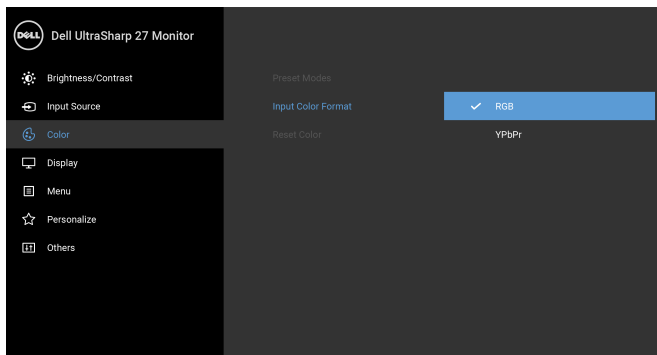 DELL Dell UltraSharp 27 Monitor
Brightness/Contrast
Preset Modes
Input Source
Input Color Format
RGB
Color
Reset Color
YPbPr
Display
Menu
Personalize
Others